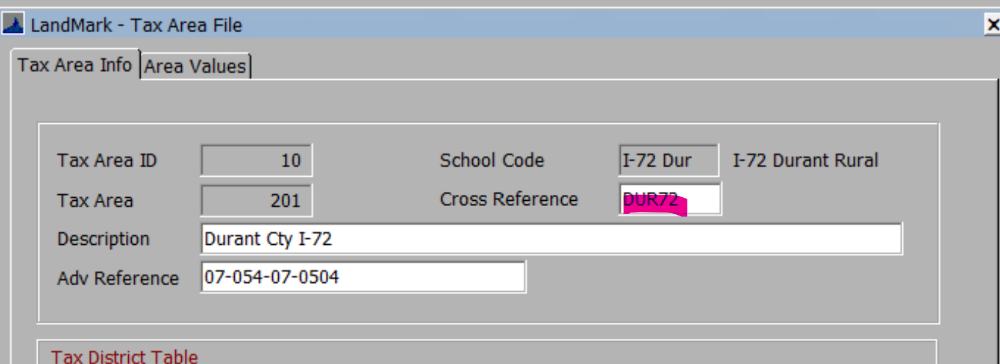 LandMark - Tax Area File
Tax Area Info Area Values
Tax Area ID 10 School Code I-72 Dur I-72 Durant Rural
Tax Area 201 Cross Reference DUR72
Description Durant Cty I-72
Adv Reference 07-054-07-0504
Tax District Table